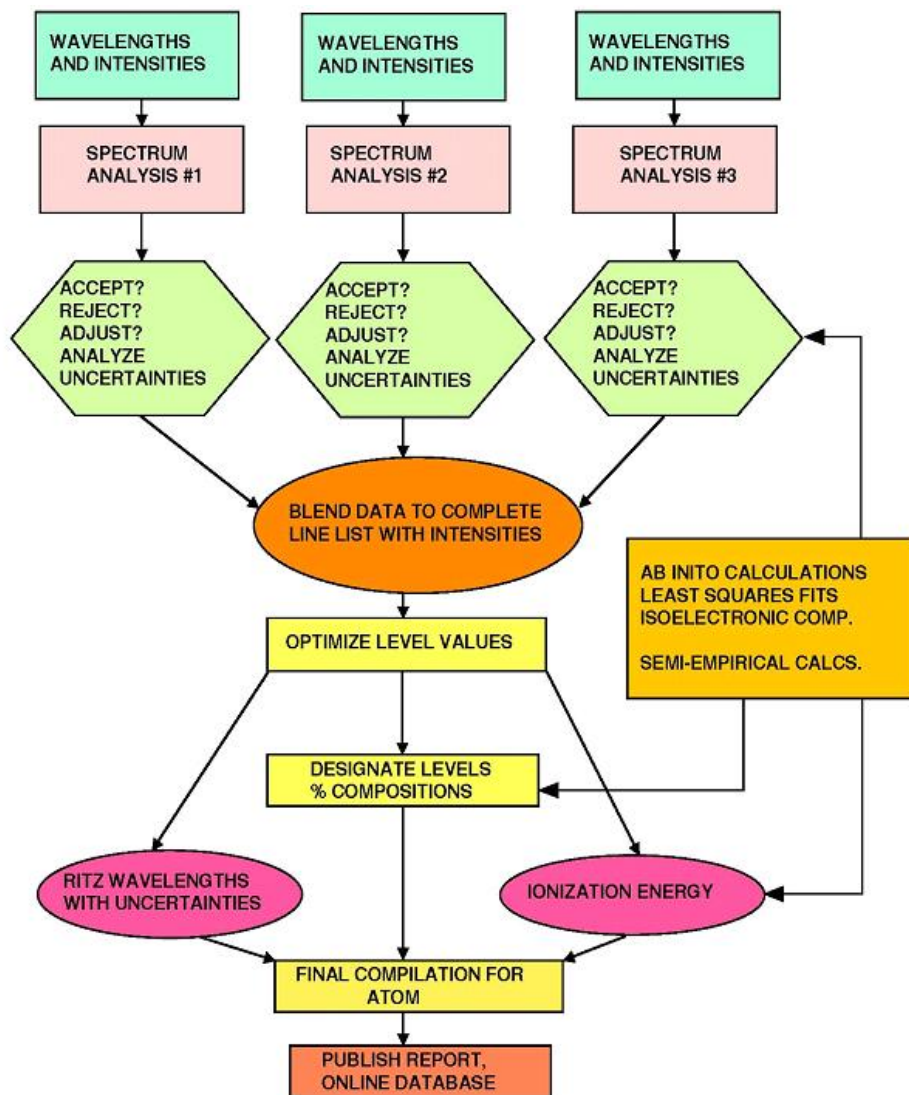 WAVELENGTHS
AND INTENSITIES
WAVELENGTHS
AND INTENSITIES
WAVELENGTHS
AND INTENSITIES
SPECTRUM
ANALYSIS #1
SPECTRUM
ANALYSIS #2
SPECTRUM
ANALYSIS #3
ACCEPT?
REJECT?
ADJUST?
ANALYZE
UNCERTAINTIES
ACCEPT?
REJECT?
ADJUST?
ANALYZE
UNCERTAINTIES
ACCEPT?
REJECT?
ADJUST?
ANALYZE
UNCERTAINTIES
BLEND DATA TO COMPLETE
LINE LIST WITH INTENSITIES
AB INITO CALCULATIONS
LEAST SQUARES FITS
ISOELECTRONIC COMP.
SEMI-EMPIRICAL CALCS.
OPTIMIZE LEVEL VALUES
DESIGNATE LEVELS
% COMPOSITIONS
RITZ WAVELENGTHS
WITH UNCERTAINTIES
IONIZATION ENERGY
FINAL COMPILATION FOR
ATOM
PUBLISH REPORT,
ONLINE DATABASE